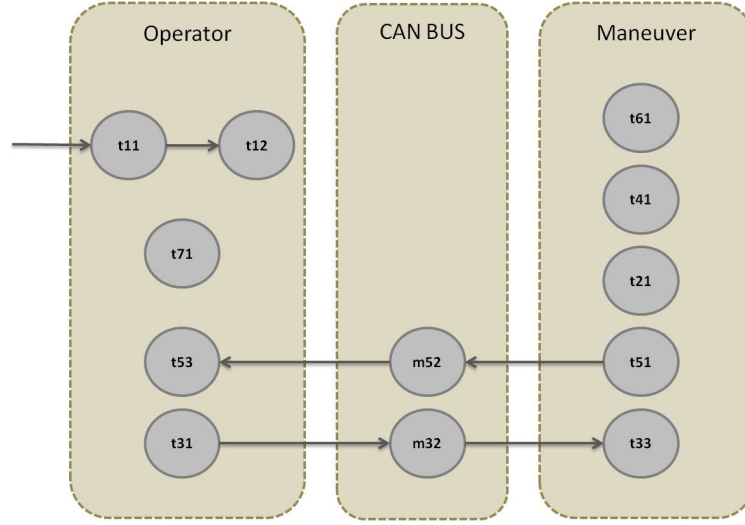 Operator
CAN BUS
Maneuver
t11
t12
t61
t41
t71
t21
t53
m52
t51
t31
m32
t33